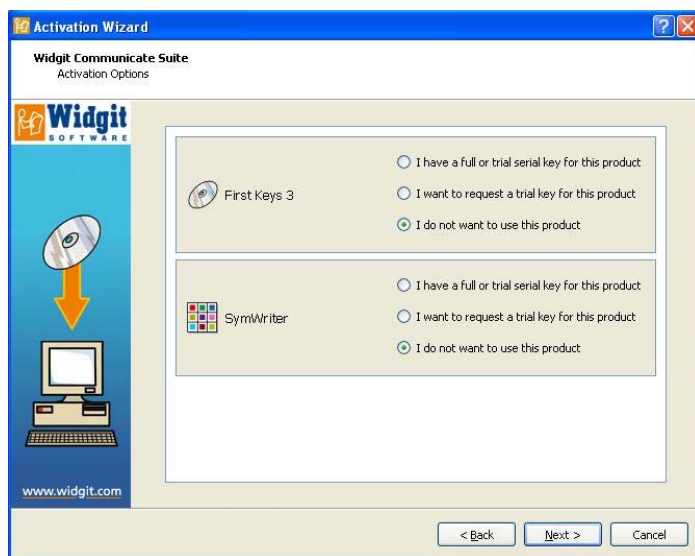 Activation Wizard
Widgit Communicate Suite
Activation Options
Widgit
SOFTWARE
First Keys 3
I have a full or trial serial key for this product
I want to request a trial key for this product
I do not want to use this product
SymWriter
I have a full or trial serial key for this product
I want to request a trial key for this product
I do not want to use this product
www.widgit.com
< Back
Next >
Cancel